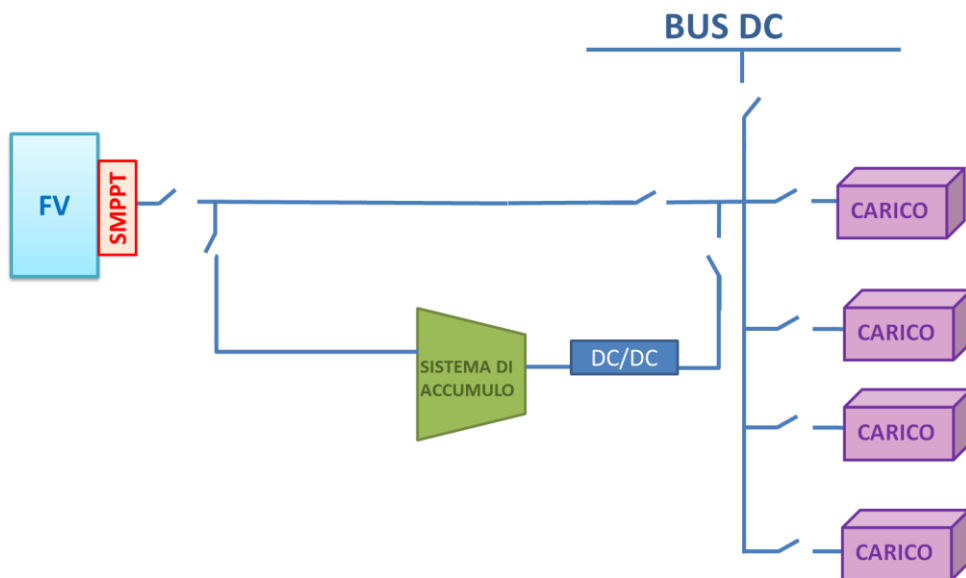 BUS DC
FV
SMPPT
CARICO
CARICO
SISTEMA DI
ACCUMULO
DC/DC
CARICO
CARICO